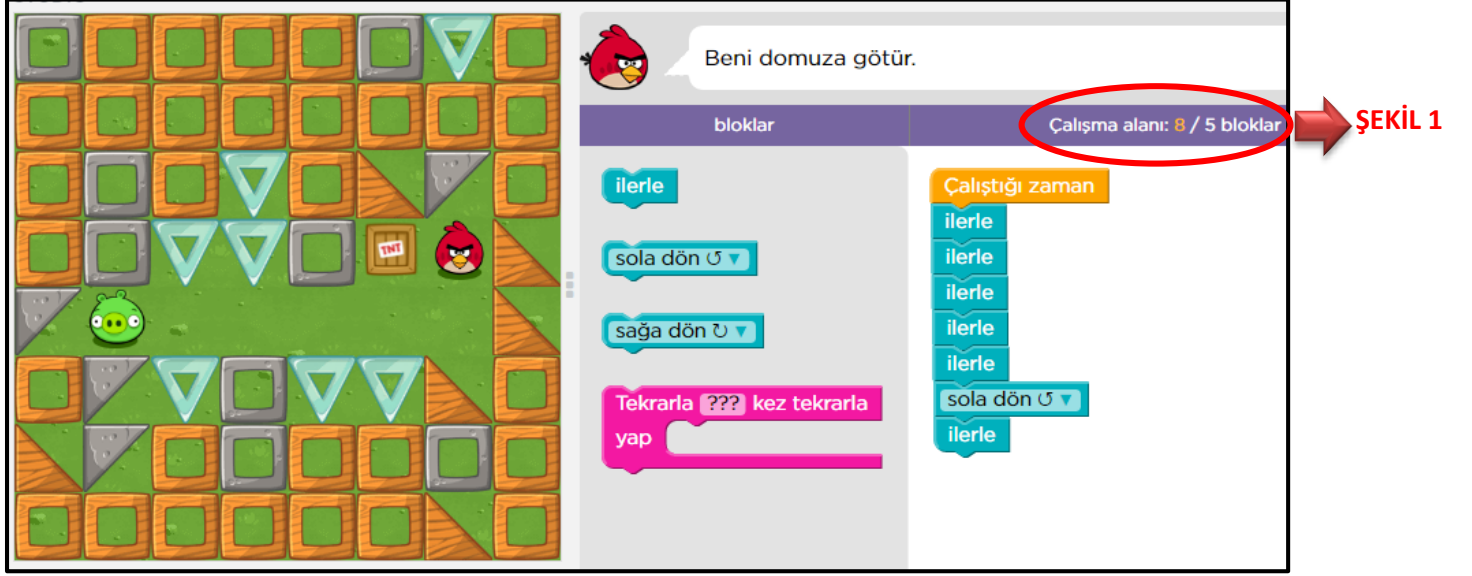 Beni domuza götür.
bloklar
Çalışma alanı: 8 / 5 bloklar
ŞEKİL 1
ilerle
sola dön ↺ ▼
sağa dön ↻ ▼
Tekrarla ??? kez tekrarla
yap
Çalıştığı zaman
ilerle
ilerle
ilerle
ilerle
ilerle
sola dön ↺ ▼
ilerle
TNT